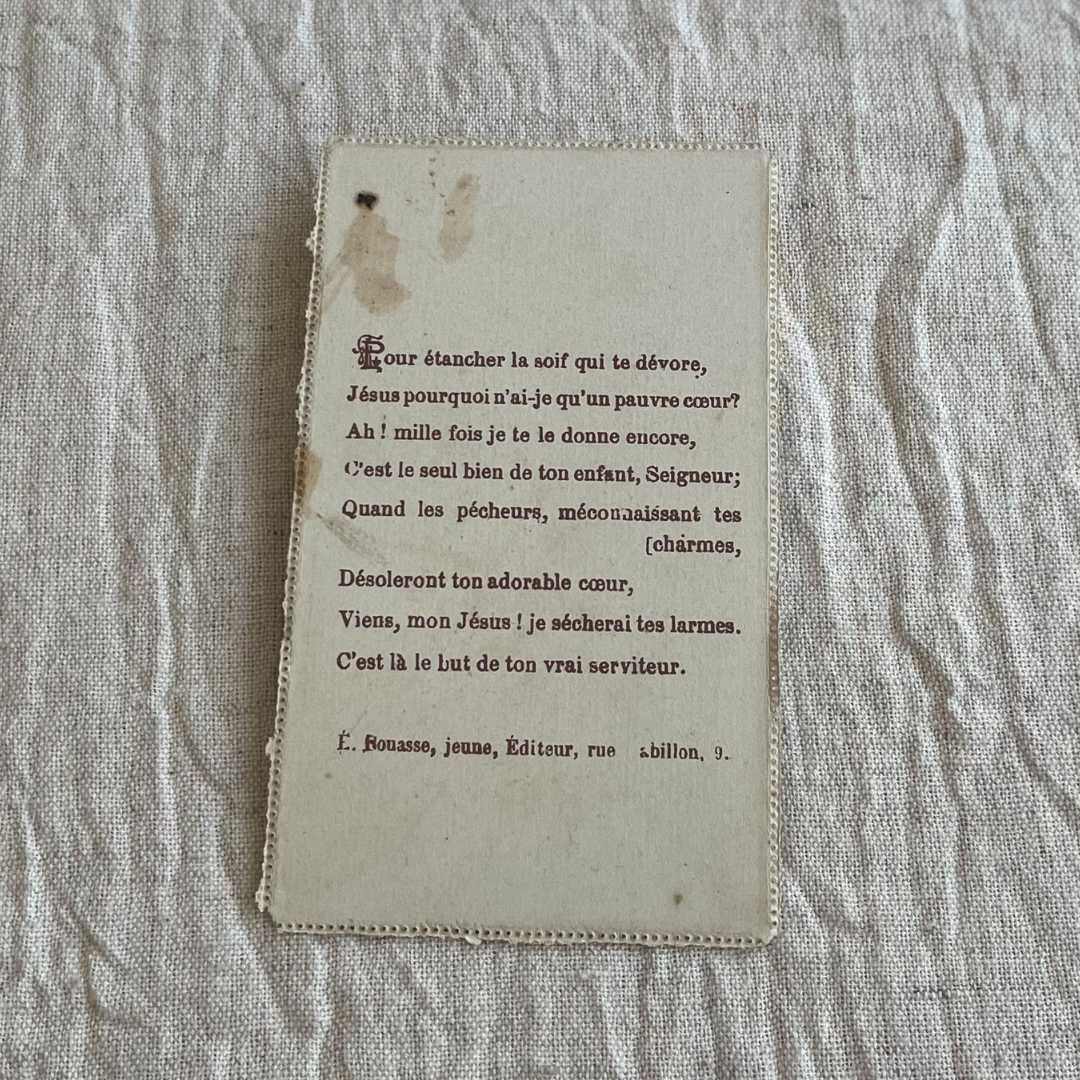 Pour étancher la soif qui te dévore,
Jésus pourquoi n'ai-je qu'un pauvre cœur?
Ah ! mille fois je te le donne encore,
C'est le seul bien de ton enfant, Seigneur;
Quand les pécheurs, méconnaissant tes
[charmes,
Désoleront ton adorable cœur,
Viens, mon Jésus ! je sécherai tes larmes.
C'est là le but de ton vrai serviteur.
É. Bouasse, jeune, Éditeur, rue abillon, 9.